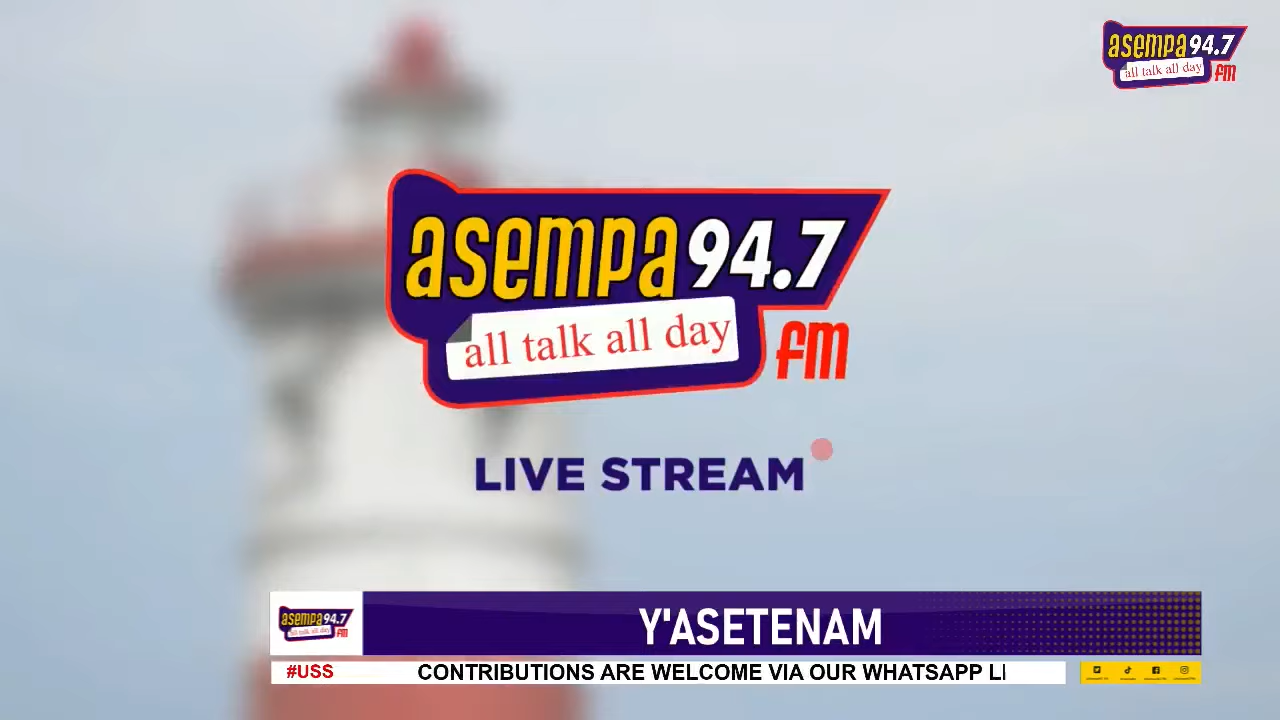 asempa 94.7
all talk all day fm
asempa 94.7
all talk all day
fm
LIVE STREAM
asempa 94.7
all talk all day fm
Y'ASETENAM
#USS CONTRIBUTIONS ARE WELCOME VIA OUR WHATSAPP LI